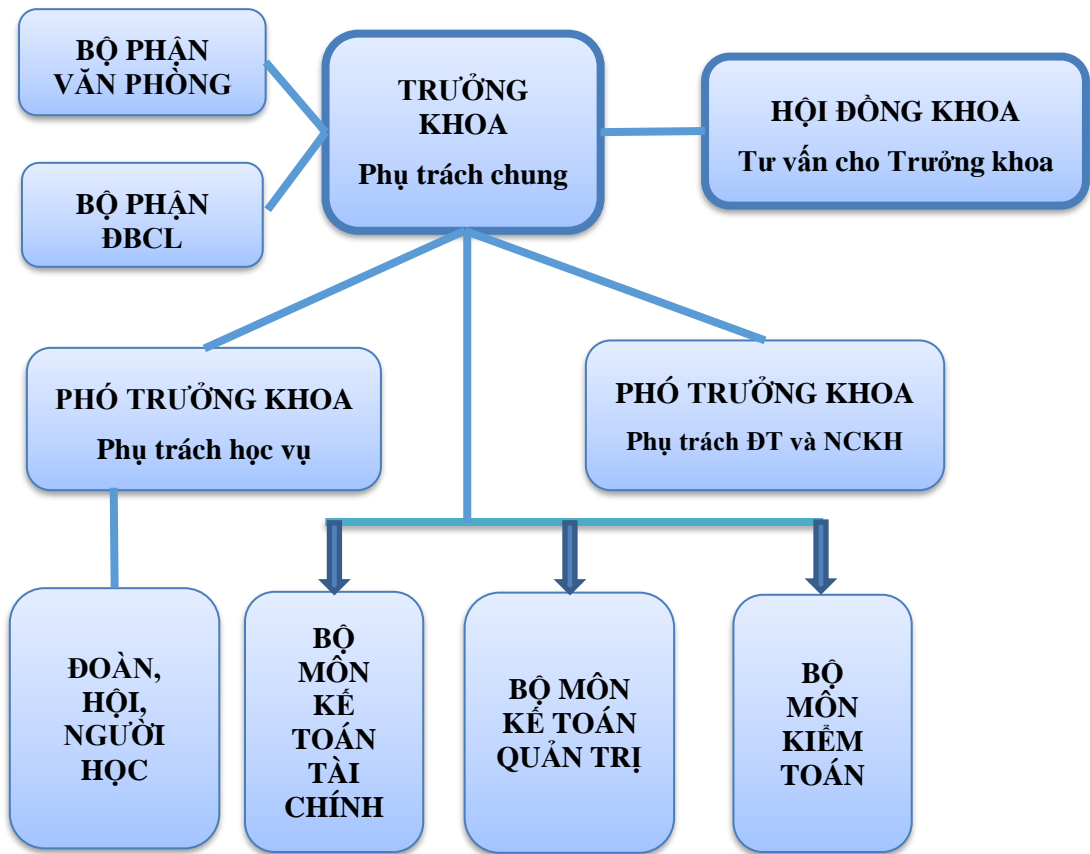 BỘ PHẬN
VĂN PHÒNG
TRƯỞNG
KHOA
Phụ trách chung
HỘI ĐỒNG KHOA
Tư vấn cho Trưởng khoa
BỘ PHẬN
ĐBCL
PHÓ TRƯỞNG KHOA
Phụ trách học vụ
PHÓ TRƯỞNG KHOA
Phụ trách ĐT và NCKH
ĐOÀN,
HỘI,
NGƯỜI
HỌC
BỘ
MÔN
KẾ
TOÁN
TÀI
CHÍNH
BỘ MÔN
KẾ TOÁN
QUẢN TRỊ
BỘ
MÔN
KIỂM
TOÁN